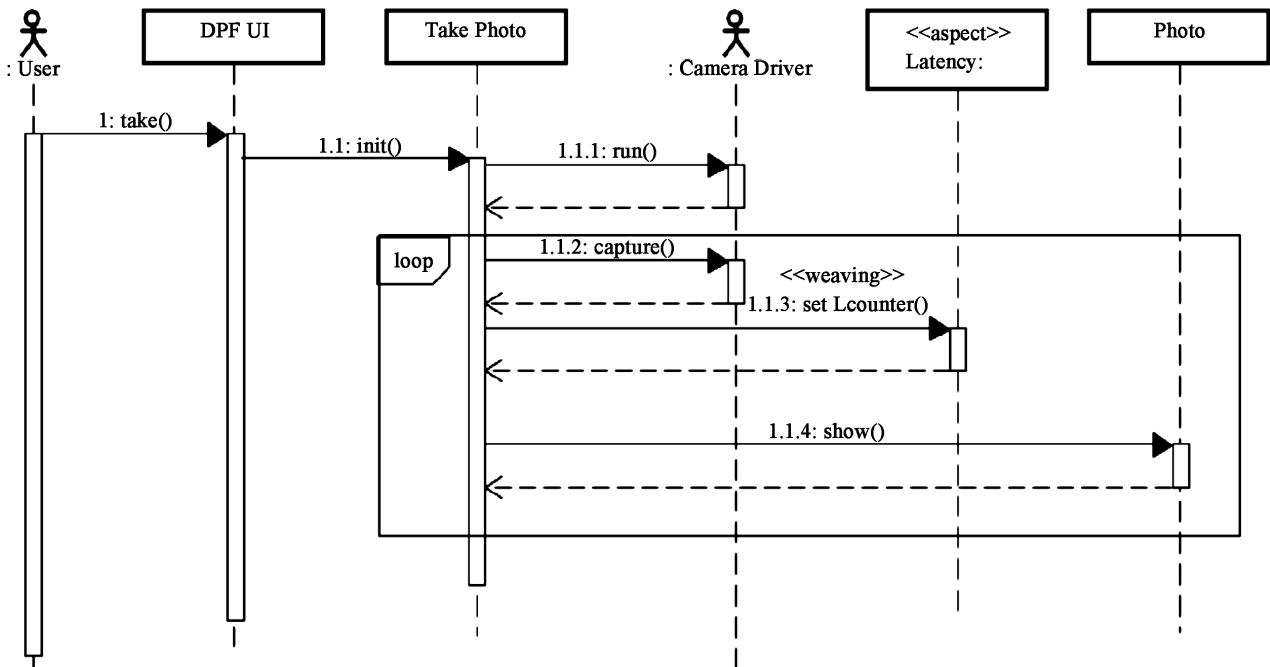 : User
DPF UI
Take Photo
: Camera Driver
<<aspect>>
Latency:
Photo
1: take()
1.1: init()
1.1.1: run()
loop
1.1.2: capture()
<<weaving>>
1.1.3: set Lcounter()
1.1.4: show()